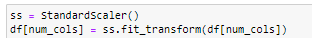 ss = StandardScaler()
df[num_cols] = ss.fit_transform(df[num_cols])